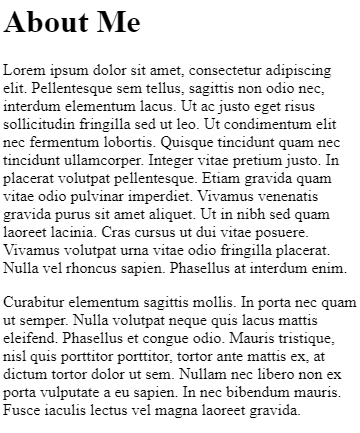 About Me
Lorem ipsum dolor sit amet, consectetur adipiscing
elit. Pellentesque sem tellus, sagittis non odio nec,
interdum elementum lacus. Ut ac justo eget risus
sollicitudin fringilla sed ut leo. Ut condimentum elit
nec fermentum lobortis. Quisque tincidunt quam nec
tincidunt ullamcorper. Integer vitae pretium justo. In
placerat volutpat pellentesque. Etiam gravida quam
vitae odio pulvinar imperdiet. Vivamus venenatis
gravida purus sit amet aliquet. Ut in nibh sed quam
laoreet lacinia. Cras cursus ut dui vitae posuere.
Vivamus volutpat urna vitae odio fringilla placerat.
Nulla vel rhoncus sapien. Phasellus at interdum enim.
Curabitur elementum sagittis mollis. In porta nec quam
ut semper. Nulla volutpat neque quis lacus mattis
eleifend. Phasellus et congue odio. Mauris tristique,
nisl quis porttitor porttitor, tortor ante mattis ex, at
dictum tortor dolor ut sem. Nullam nec libero non ex
porta vulputate a eu sapien. In nec bibendum mauris.
Fusce iaculis lectus vel magna laoreet gravida.